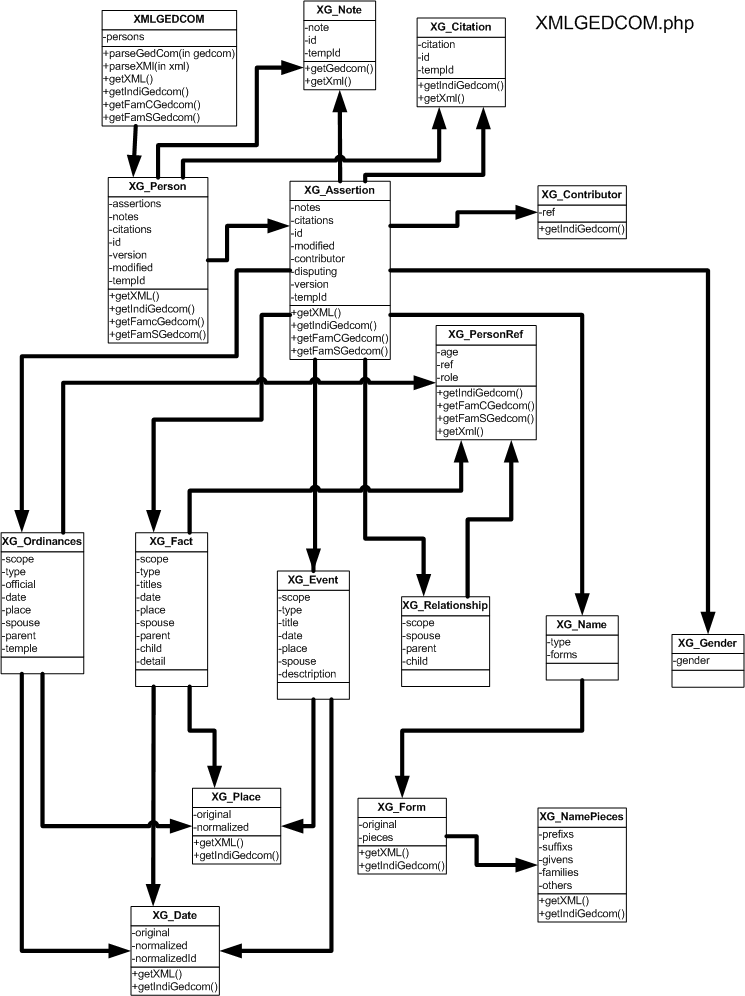 XMLGEDCOM.php
XMLGEDCOM
-persons
+parseGedCom(in gedcom)
+parseXMl(in xml)
+getXML()
+getIndiGedcom()
+getFamCGedcom()
+getFamSGedcom()
XG_Note
-note
-id
-tempId
+getGedcom()
+getXml()
XG_Citation
-citation
-id
-tempId
+getIndiGedcom()
+getXml()
XG_Person
-assertions
-notes
-citations
-id
-version
-modified
-tempId
+getXML()
+getIndiGedcom()
+getFamcGedcom()
+getFamSGedcom()
XG_Assertion
-notes
-citations
-id
-modified
-contributor
-disputing
-version
-tempId
+getXML()
+getIndiGedcom()
+getFamCGedcom()
+getFamSGedcom()
XG_Contributor
-ref
+getIndiGedcom()
XG_PersonRef
-age
-ref
-role
+getIndiGedcom()
+getFamCGedcom()
+getFamSGedcom()
+getXml()
XG_Ordinances
-scope
-type
-official
-date
-place
-spouse
-parent
-temple
XG_Fact
-scope
-type
-titles
-date
-place
-spouse
-parent
-child
-detail
XG_Event
-scope
-type
-title
-date
-place
-spouse
-desctription
XG_Relationship
-scope
-spouse
-parent
-child
XG_Name
-type
-forms
XG_Gender
-gender
XG_Place
-original
-normalized
+getXML()
+getIndiGedcom()
XG_Form
-original
-pieces
+getXML()
+getIndiGedcom()
XG_NamePieces
-prefixs
-suffixs
-givens
-families
-others
+getXML()
+getIndiGedcom()
XG_Date
-original
-normalized
-normalizedId
+getXML()
+getIndiGedcom()